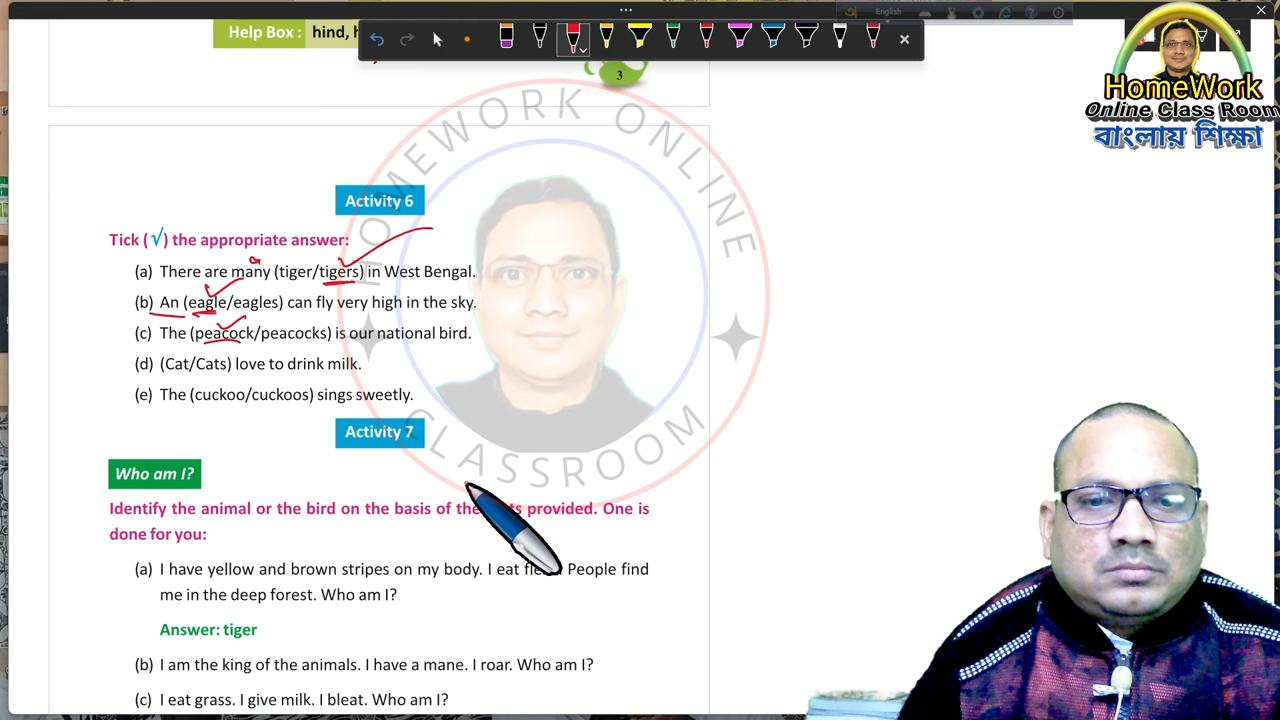 Help Box : hind, h
English
3
HomeWork
Online Class Room
বাংলায় শিক্ষা
HOMEWORK ONLINE
CLASSROOM
Activity 6
Tick (√) the appropriate answer:
(a) There are many (tiger/tigers) in West Bengal.
(b) An (eagle/eagles) can fly very high in the sky.
(c) The (peacock/peacocks) is our national bird.
(d) (Cat/Cats) love to drink milk.
(e) The (cuckoo/cuckoos) sings sweetly.
Activity 7
Who am I?
Identify the animal or the bird on the basis of the provided. One is
done for you:
(a) I have yellow and brown stripes on my body. I eat People find
me in the deep forest. Who am I?
Answer: tiger
(b) I am the king of the animals. I have a mane. I roar. Who am I?
(c) I eat grass. I give milk. I bleat. Who am I?